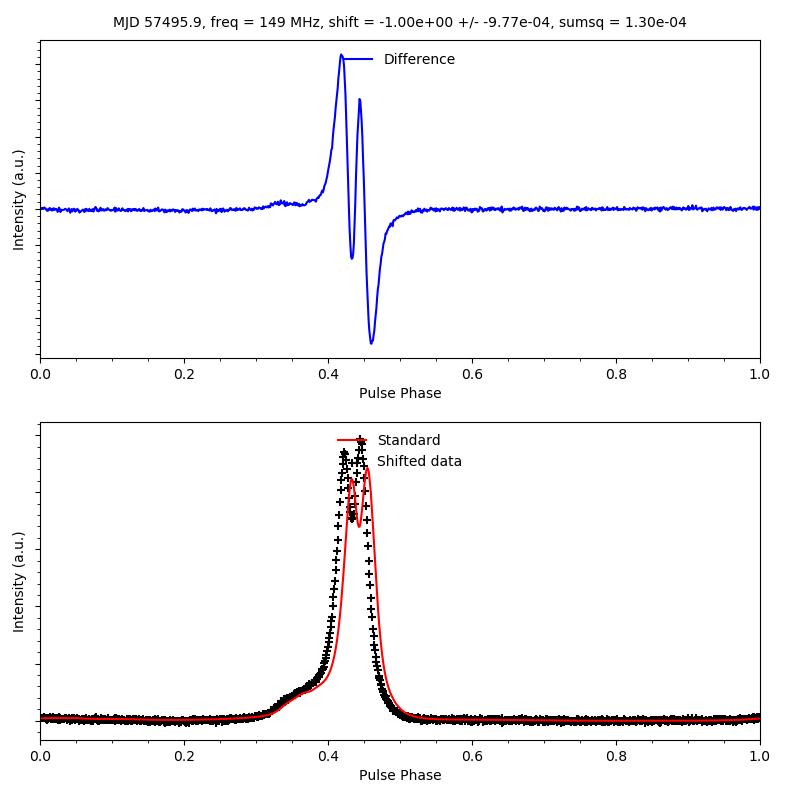 MJD 57495.9, freq = 149 MHz, shift = -1.00e+00 +/- -9.77e-04, sumsq = 1.30e-04
Difference
Intensity (a.u.)
0.0 0.2 0.4 0.6 0.8 1.0
Pulse Phase
Standard
Shifted data
Intensity (a.u.)
0.0 0.2 0.4 0.6 0.8 1.0
Pulse Phase